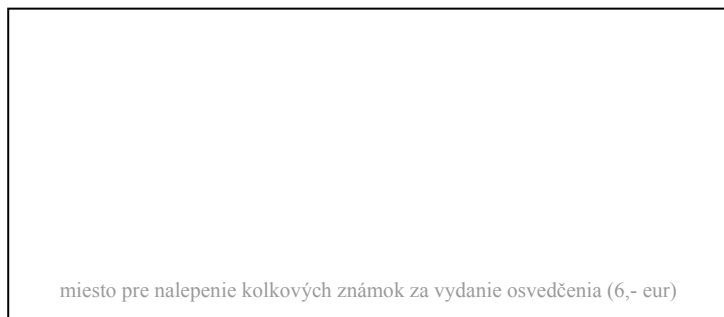 miesto pre nalepenie kolkových známok za vydanie osvedčenia (6,- eur)